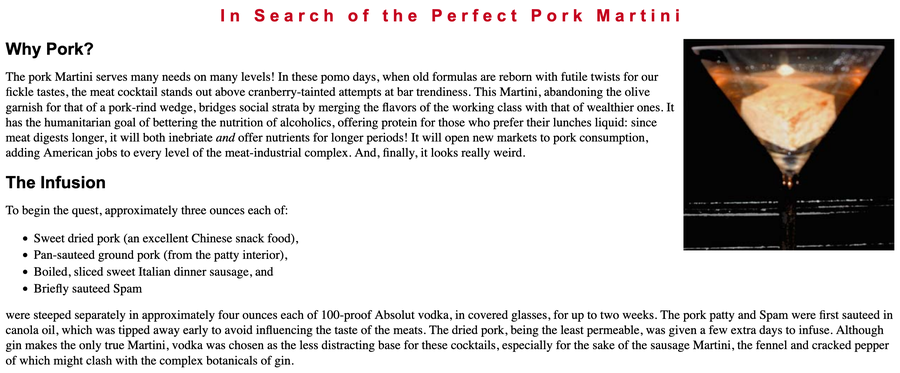 In Search of the Perfect Pork Martini
Why Pork?
The pork Martini serves many needs on many levels! In these pomo days, when old formulas are reborn with futile twists for our
fickle tastes, the meat cocktail stands out above cranberry-tainted attempts at bar trendiness. This Martini, abandoning the olive
garnish for that of a pork-rind wedge, bridges social strata by merging the flavors of the working class with that of wealthier ones. It
has the humanitarian goal of bettering the nutrition of alcoholics, offering protein for those who prefer their lunches liquid: since
meat digests longer, it will both inebriate and offer nutrients for longer periods! It will open new markets to pork consumption,
adding American jobs to every level of the meat-industrial complex. And, finally, it looks really weird.
The Infusion
To begin the quest, approximately three ounces each of:
• Sweet dried pork (an excellent Chinese snack food),
• Pan-sauteed ground pork (from the patty interior),
• Boiled, sliced sweet Italian dinner sausage, and
• Briefly sauteed Spam
were steeped separately in approximately four ounces each of 100-proof Absolut vodka, in covered glasses, for up to two weeks. The pork patty and Spam were first sauteed in
canola oil, which was tipped away early to avoid influencing the taste of the meats. The dried pork, being the least permeable, was given a few extra days to infuse. Although
gin makes the only true Martini, vodka was chosen as the less distracting base for these cocktails, especially for the sake of the sausage Martini, the fennel and cracked pepper
of which might clash with the complex botanicals of gin.